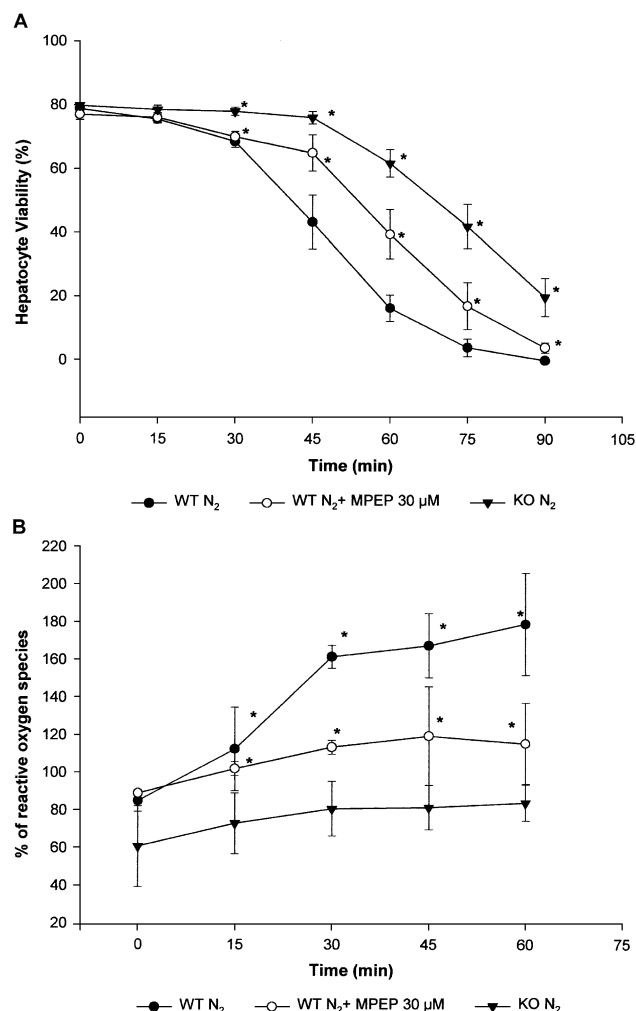 A
Hepatocyte Viability (%)
100
80
60
40
20
0
* * * * *
* * * * * *
0 15 30 45 60 75 90 105
Time (min)
WT N₂ WT N₂+ MPEP 30 µM KO N₂
B
% of reactive oxygen species
220
200
180
160
140
120
100
80
60
40
20
* * * *
* * * *
0 15 30 45 60 75
Time (min)
WT N₂ WT N₂+ MPEP 30 µM KO N₂